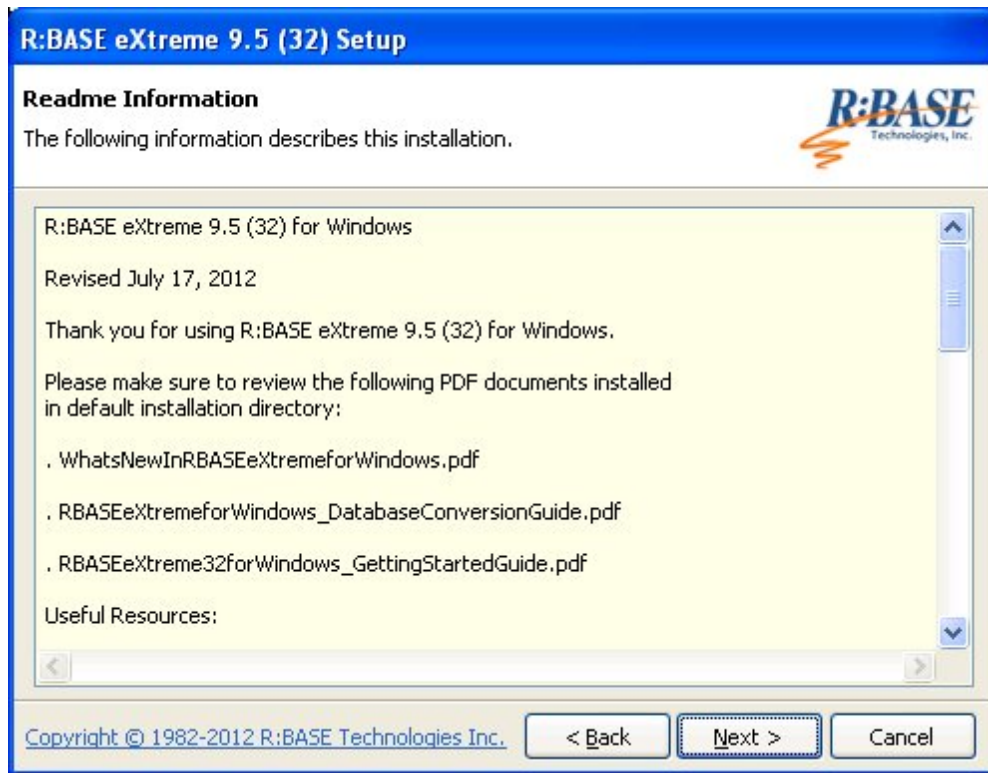 R:BASE eXtreme 9.5 (32) Setup
Readme Information
The following information describes this installation.
R:BASE
Technologies, Inc.
R:BASE eXtreme 9.5 (32) for Windows
Revised July 17, 2012
Thank you for using R:BASE eXtreme 9.5 (32) for Windows.
Please make sure to review the following PDF documents installed
in default installation directory:
. WhatsNewInRBASEeXtremeforWindows.pdf
. RBASEeXtremeforWindows_DatabaseConversionGuide.pdf
. RBASEeXtreme32forWindows_GettingStartedGuide.pdf
Useful Resources:
Copyright © 1982-2012 R:BASE Technologies Inc.
< Back
Next >
Cancel